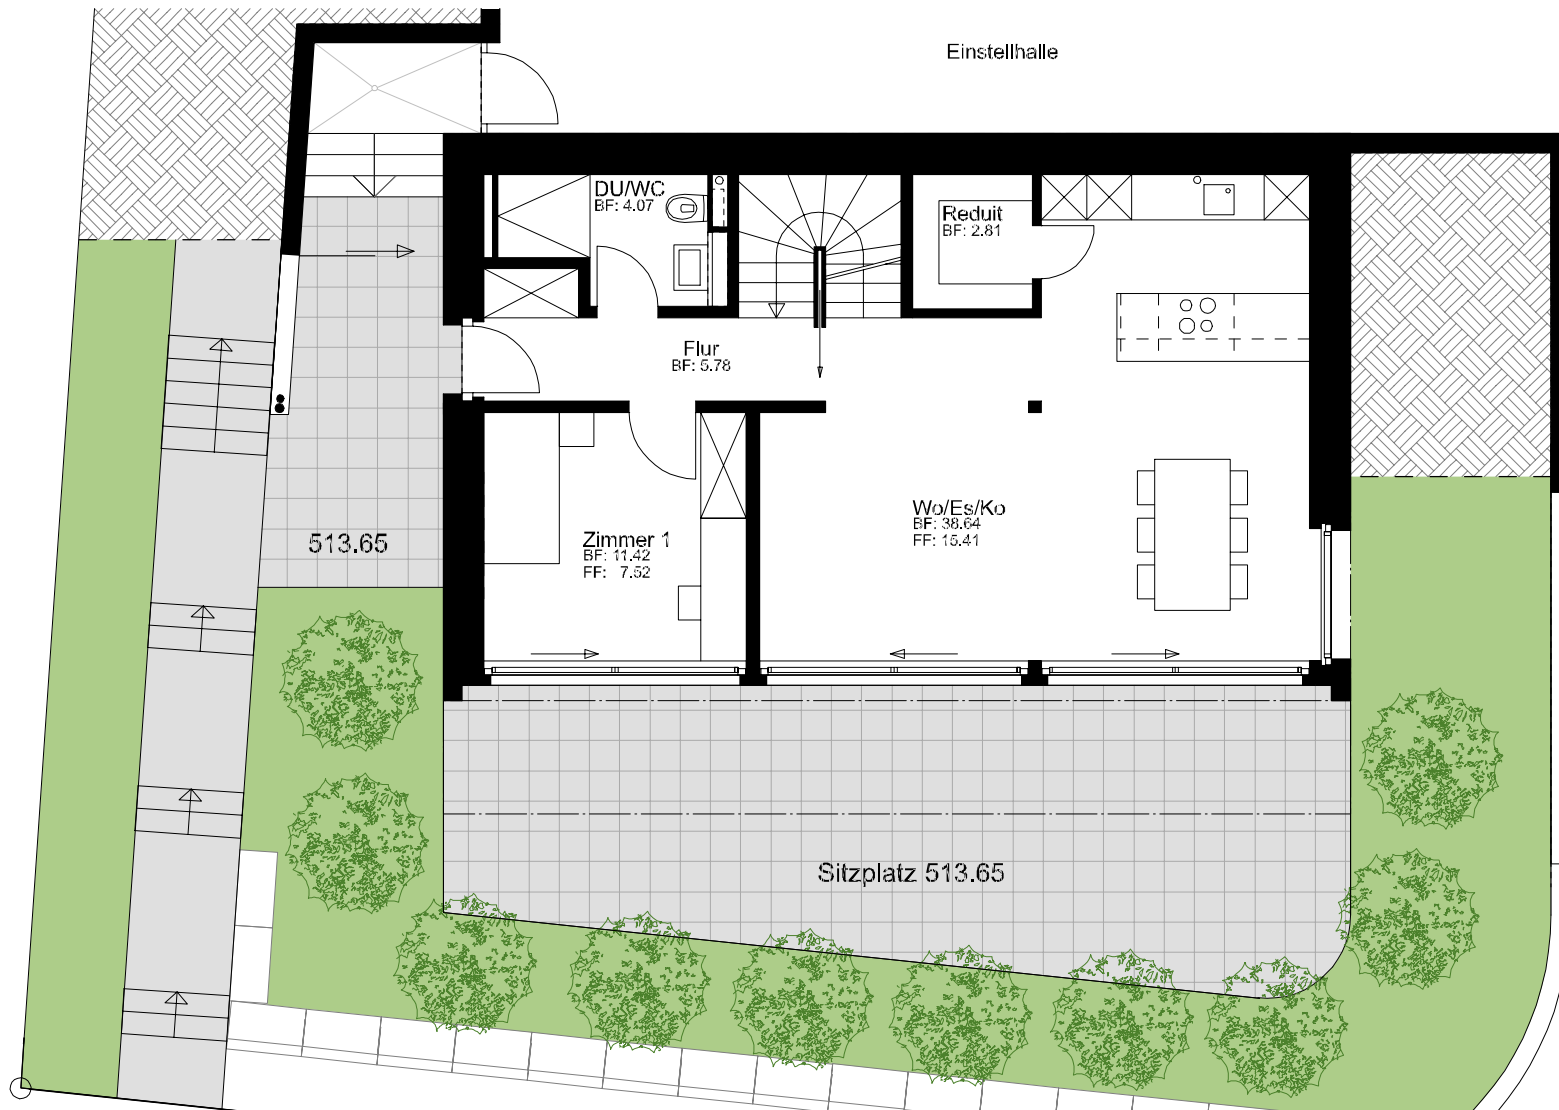 Einstellhalle
DU/WC
BF: 4.07
Reduit
BF: 2.81
Flur
BF: 5.78
Wo/Es/Ko
BF: 38.64
FF: 15.41
513.65
Zimmer 1
BF: 11.42
FF: 7.52
Sitzplatz 513.65